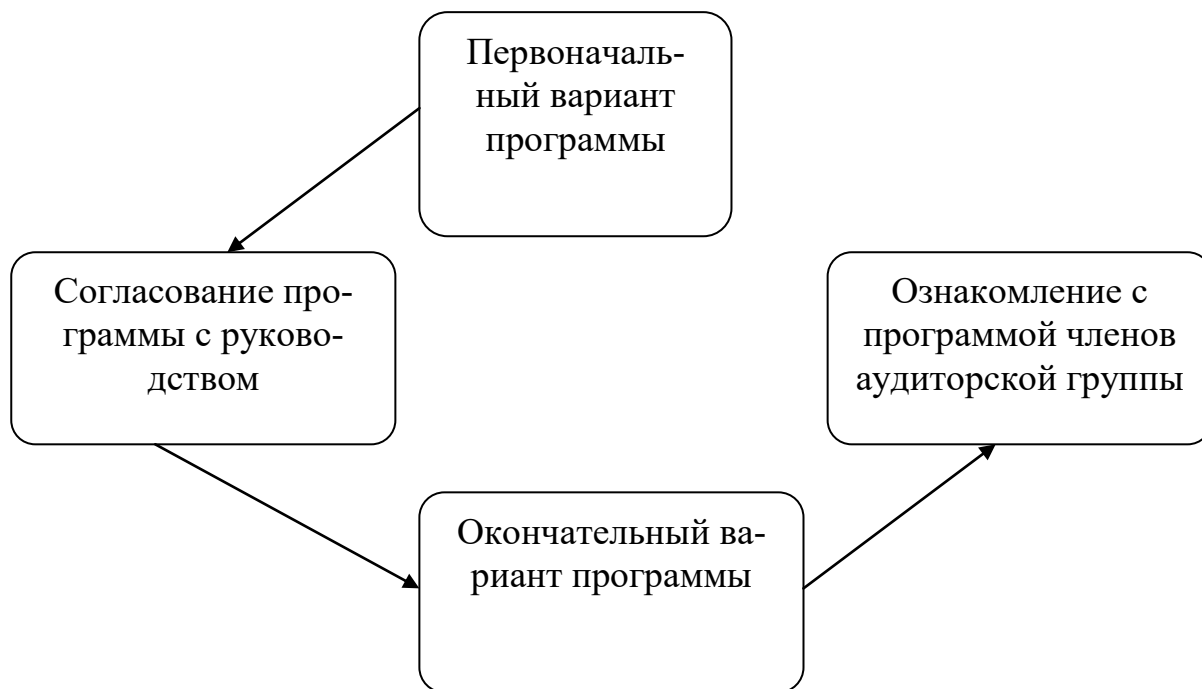 Первоначаль-
ный вариант
программы
Согласование про-
граммы с руково-
дством
Ознакомление с
программой членов
аудиторской группы
Окончательный ва-
риант программы